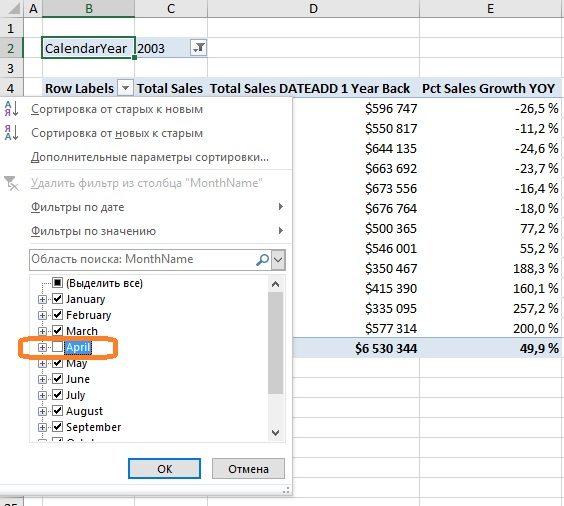 A B C D E
1
2 CalendarYear 2003
3
4 Row Labels Total Sales Total Sales DATEADD 1 Year Back Pct Sales Growth YOY
Сортировка от старых к новым $596 747 -26,5 %
Сортировка от новых к старым $550 817 -11,2 %
Дополнительные параметры сортировки... $644 135 -24,6 %
Удалить фильтр из столбца "MonthName" $663 692 -23,7 %
Фильтры по дате $673 556 -16,4 %
Фильтры по значению $676 764 -18,0 %
Область поиска: MonthName $500 365 77,2 %
(Выделить все) $546 001 55,2 %
January $350 467 188,3 %
February $415 390 160,1 %
March $335 095 257,2 %
April $577 314 200,0 %
May $6 530 344 49,9 %
June
July
August
September
OK Отмена